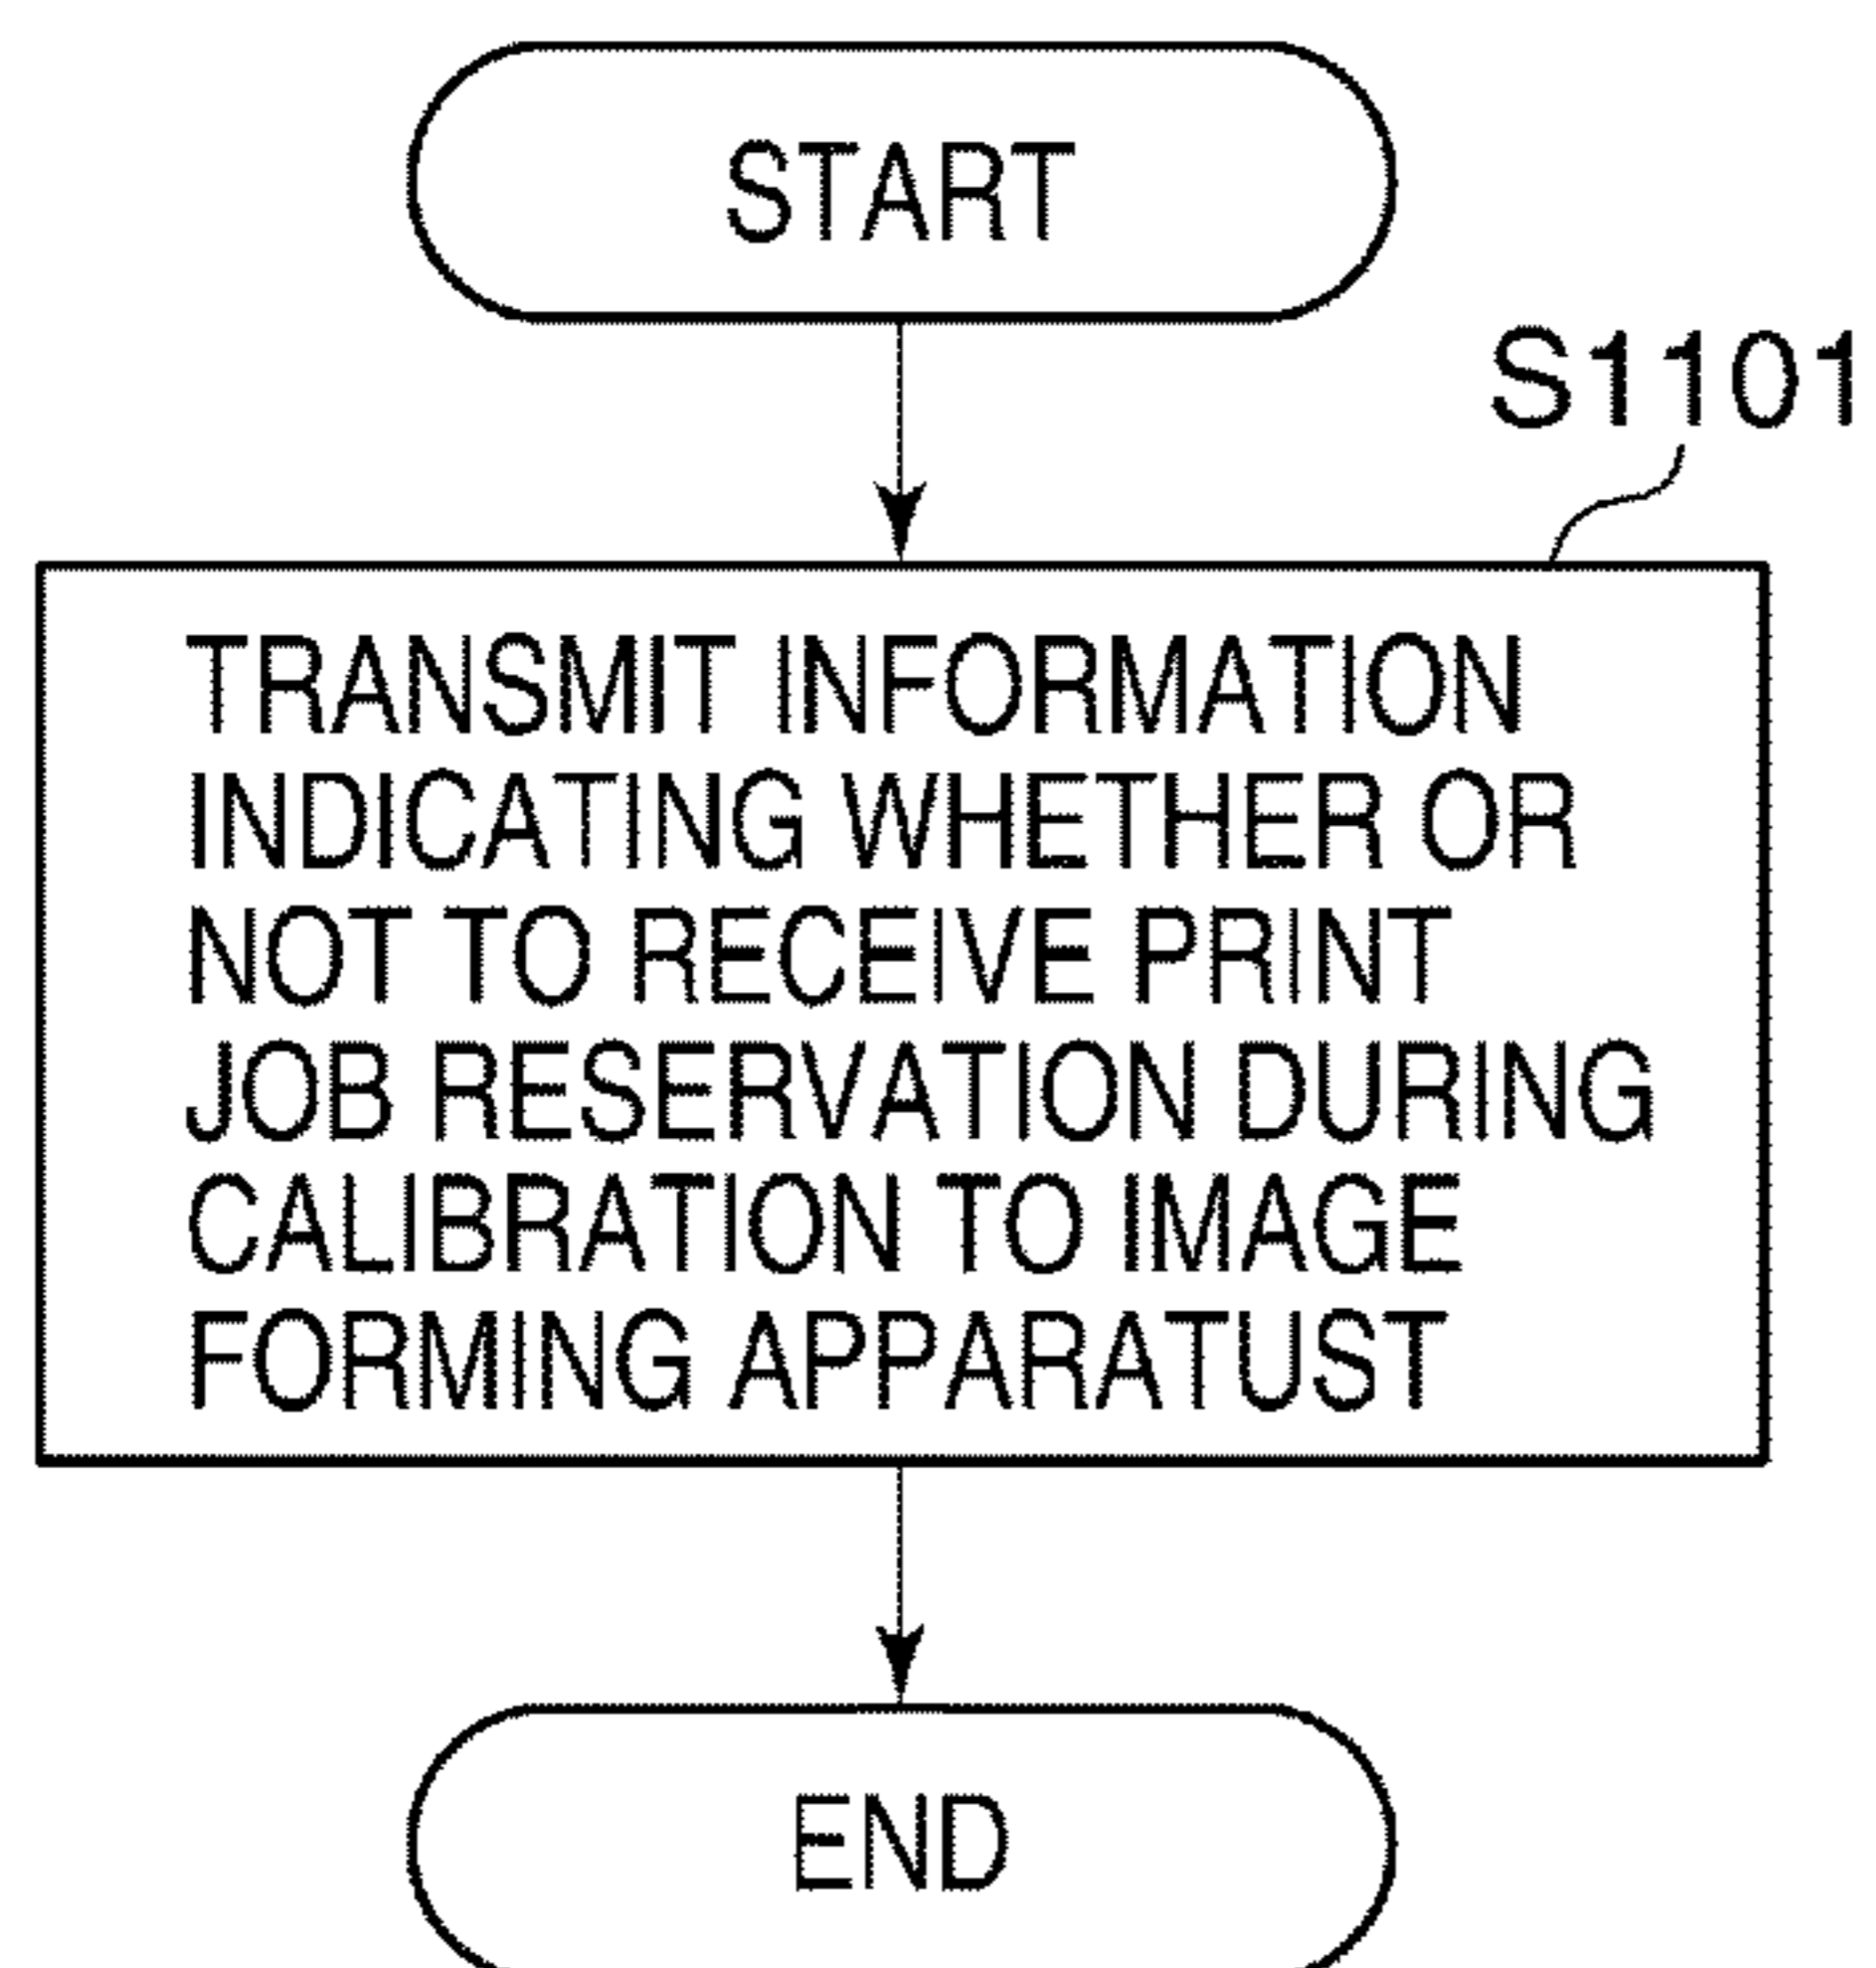 START
S1101
TRANSMIT INFORMATION
INDICATING WHETHER OR
NOT TO RECEIVE PRINT
JOB RESERVATION DURING
CALIBRATION TO IMAGE
FORMING APPARATUST
END